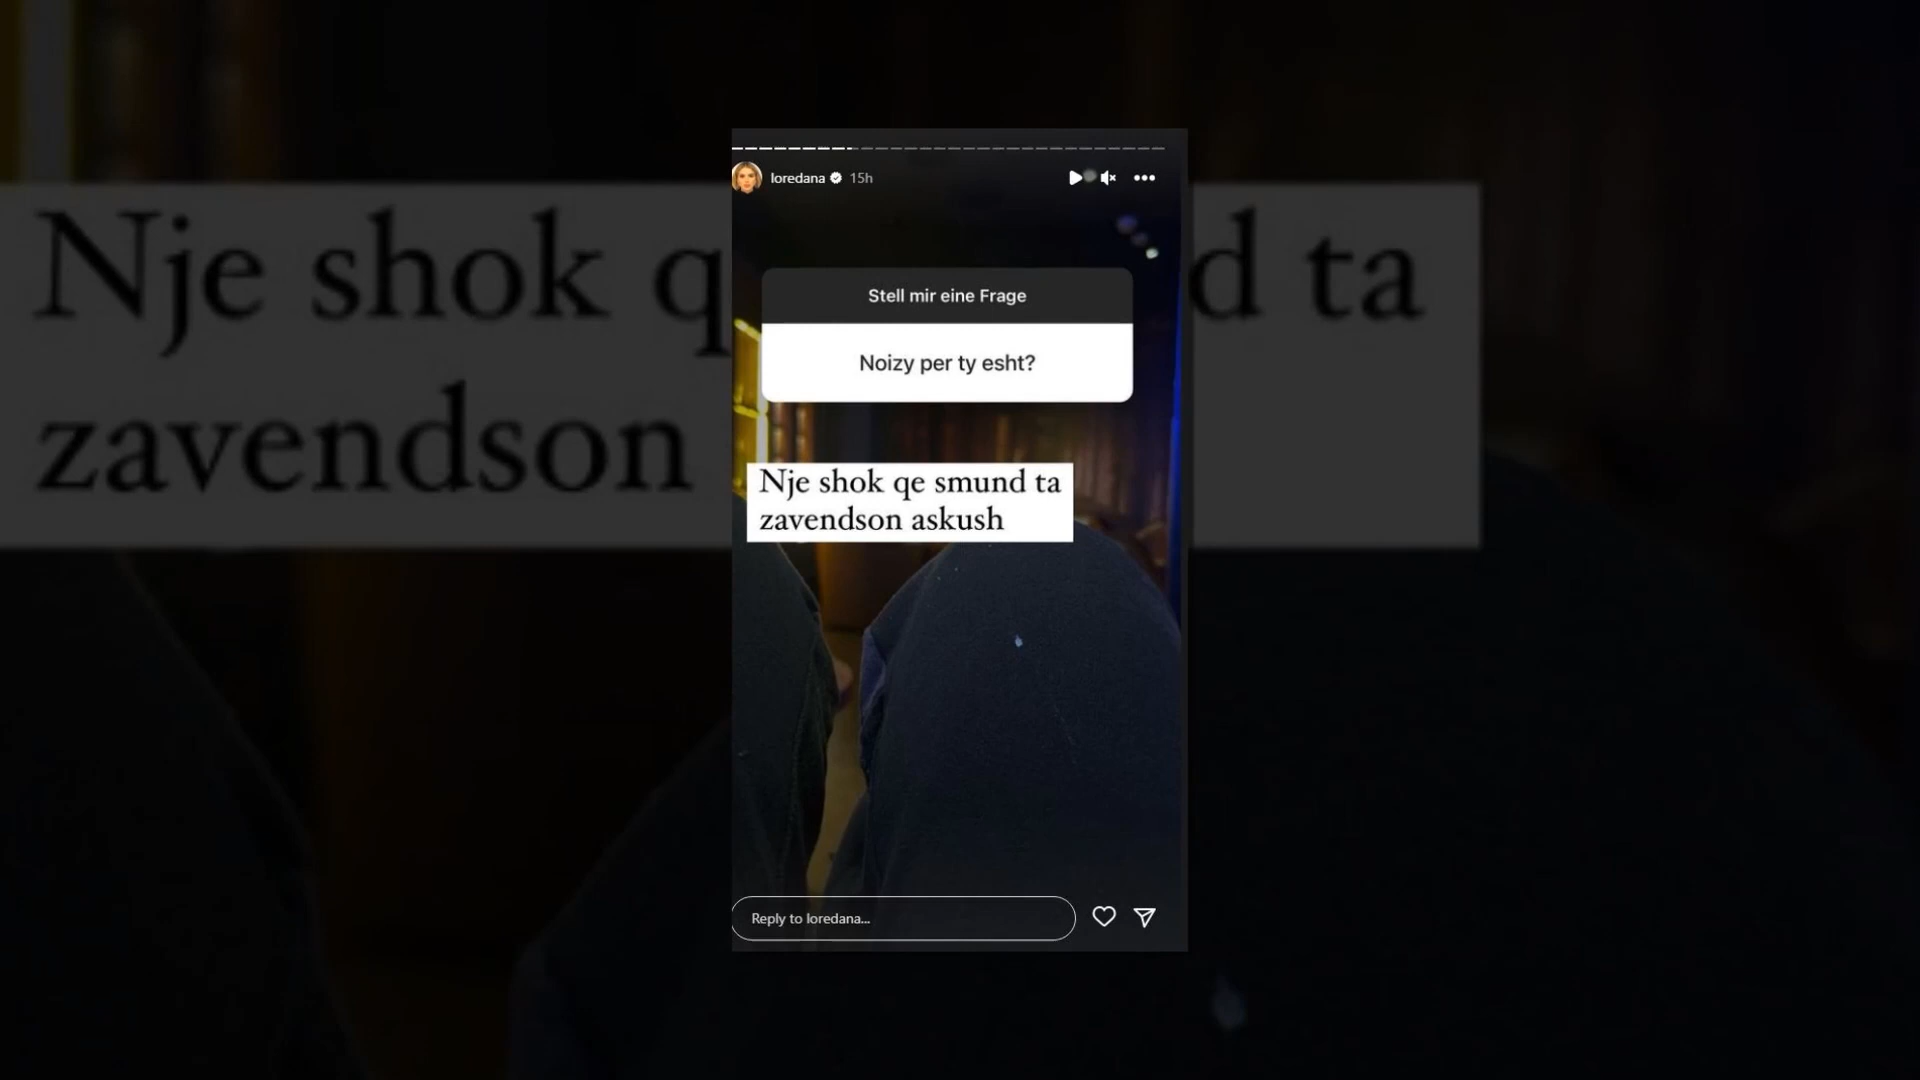 loredana 15h
Stell mir eine Frage
Noizy per ty esht?
Nje shok qe smund ta
zavendson askush
Reply to loredana...
Nje shok q
d ta
zavendson